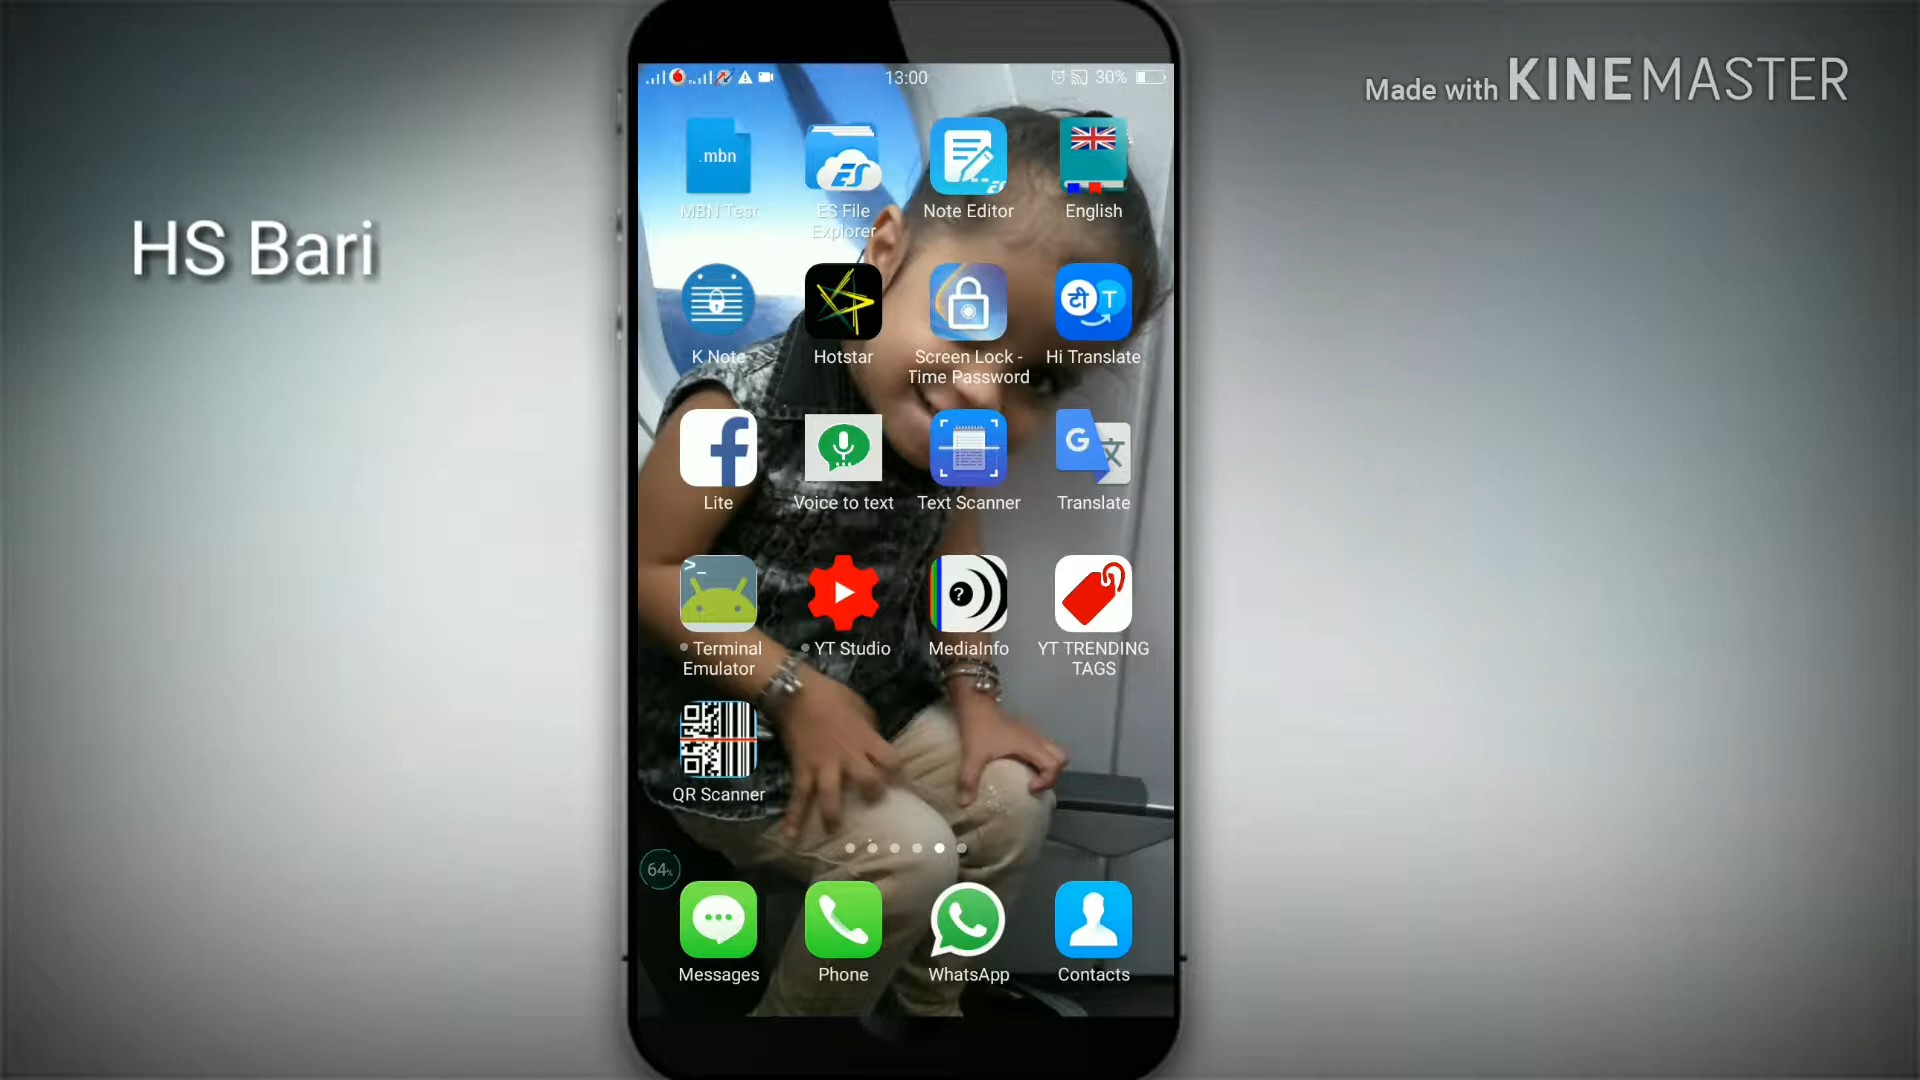 13:00
30%
Made with KINEMASTER
HS Bari
.mbn
ES
MBN Test
ES File
Explorer
Note Editor
English
टी T
K Note
Hotstar
Screen Lock -
Time Password
Hi Translate
f
G 文
Lite
Voice to text
Text Scanner
Translate
>_
?
Terminal
Emulator
YT Studio
MediaInfo
YT TRENDING
TAGS
QR Scanner
64%
Messages
Phone
WhatsApp
Contacts